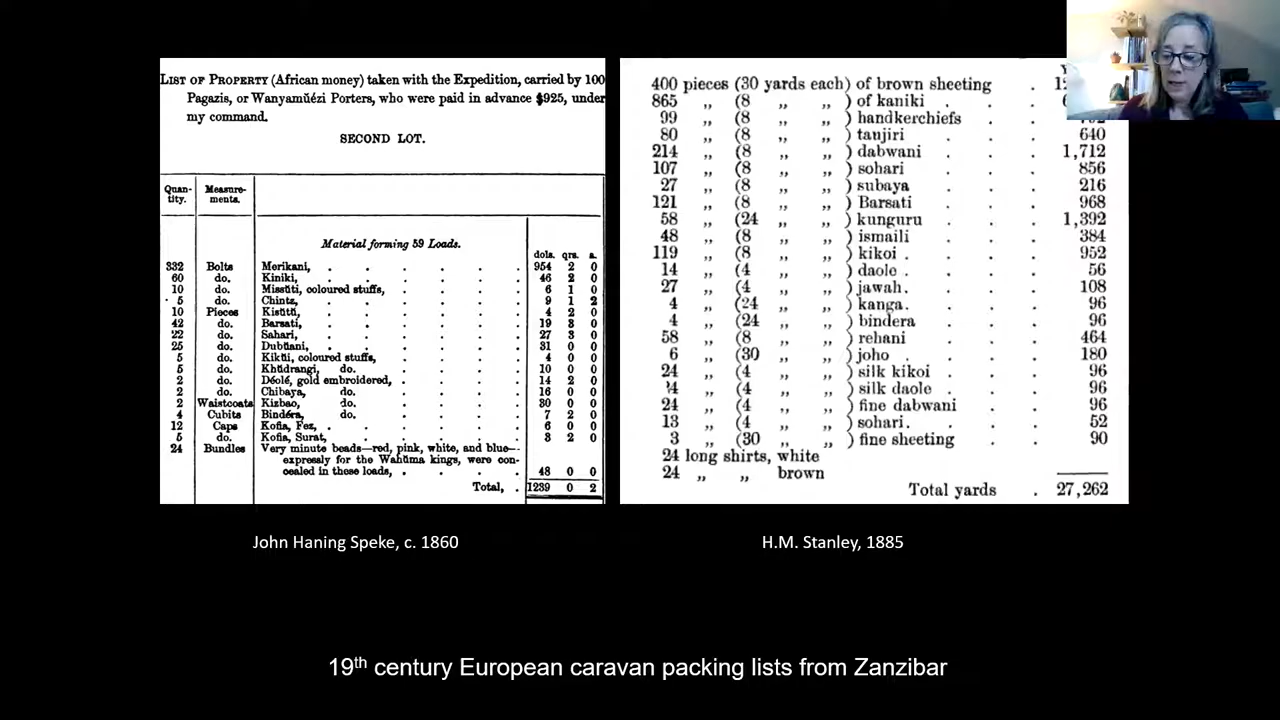 LIST OF PROPERTY (African money) taken with the Expedition, carried by 100
Pagazis, or Wanyamŭézi Porters, who were paid in advance $925, under
my command.
SECOND LOT.
Quan-tity. Measure-ments.
Material forming 59 Loads.
dols. qrs. a.
332 Bolts Merikani, . . . . . . 954 2 0
60 do. Kiniki, . . . . . . 46 2 0
10 do. Missŭti, coloured stuffs, . . . . 6 1 0
5 do. Chintz, . . . . . . 9 1 2
10 Pieces Kisŭtŭ, . . . . . . 4 2 0
42 do. Barsati, . . . . . . 19 3 0
22 do. Sahari, . . . . . . 27 3 0
25 do. Dubŭani, . . . . . . 31 0 0
5 do. Kikŭi, coloured stuffs, . . . . 4 0 0
5 do. Khŭdrangi, do. . . . . 10 0 0
2 do. Déolé, gold embroidered, . . . . 14 2 0
2 do. Chibaya, do. . . . . 16 0 0
2 Waistcoats Kizbao, do. . . . . 30 0 0
4 Cubits Bindéra, do. . . . . 7 2 0
12 Caps Kofia, Fez, . . . . . . 6 0 0
5 do. Kofia, Surat, . . . . . 3 2 0
24 Bundles Very minute beads—red, pink, white, and blue—
expressly for the Wahŭma kings, were con-
cealed in these loads, . . . . . 48 0 0
Total, . 1239 0 2
400 pieces (30 yards each) of brown sheeting .
865 ,, (8 ,, ,, ) of kaniki . . .
99 ,, (8 ,, ,, ) handkerchiefs . .
80 ,, (8 ,, ,, ) taujiri . . . 640
214 ,, (8 ,, ,, ) dabwani . . . 1,712
107 ,, (8 ,, ,, ) sohari . . . 856
27 ,, (8 ,, ,, ) subaya . . . 216
121 ,, (8 ,, ,, ) Barsati . . . 968
58 ,, (24 ,, ,, ) kunguru . . . 1,392
48 ,, (8 ,, ,, ) ismaili . . . 384
119 ,, (8 ,, ,, ) kikoi . . . . 952
14 ,, (4 ,, ,, ) daole . . . . 56
27 ,, (4 ,, ,, ) jawah. . . . 108
4 ,, (24 ,, ,, ) kanga. . . . 96
4 ,, (24 ,, ,, ) bindera . . . 96
58 ,, (8 ,, ,, ) rehani . . . 464
6 ,, (30 ,, ,, ) joho . . . . 180
24 ,, (4 ,, ,, ) silk kikoi . . . 96
,, (4 ,, ,, ) silk daole . . . 96
24 ,, (4 ,, ,, ) fine dabwani . . 96
13 ,, (4 ,, ,, ) sohari. . . . 52
3 ,, (30 ,, ,, ) fine sheeting . . 90
24 long shirts, white
24 ,, ,, brown
Total yards . 27,262
John Haning Speke, c. 1860
H.M. Stanley, 1885
19th century European caravan packing lists from Zanzibar